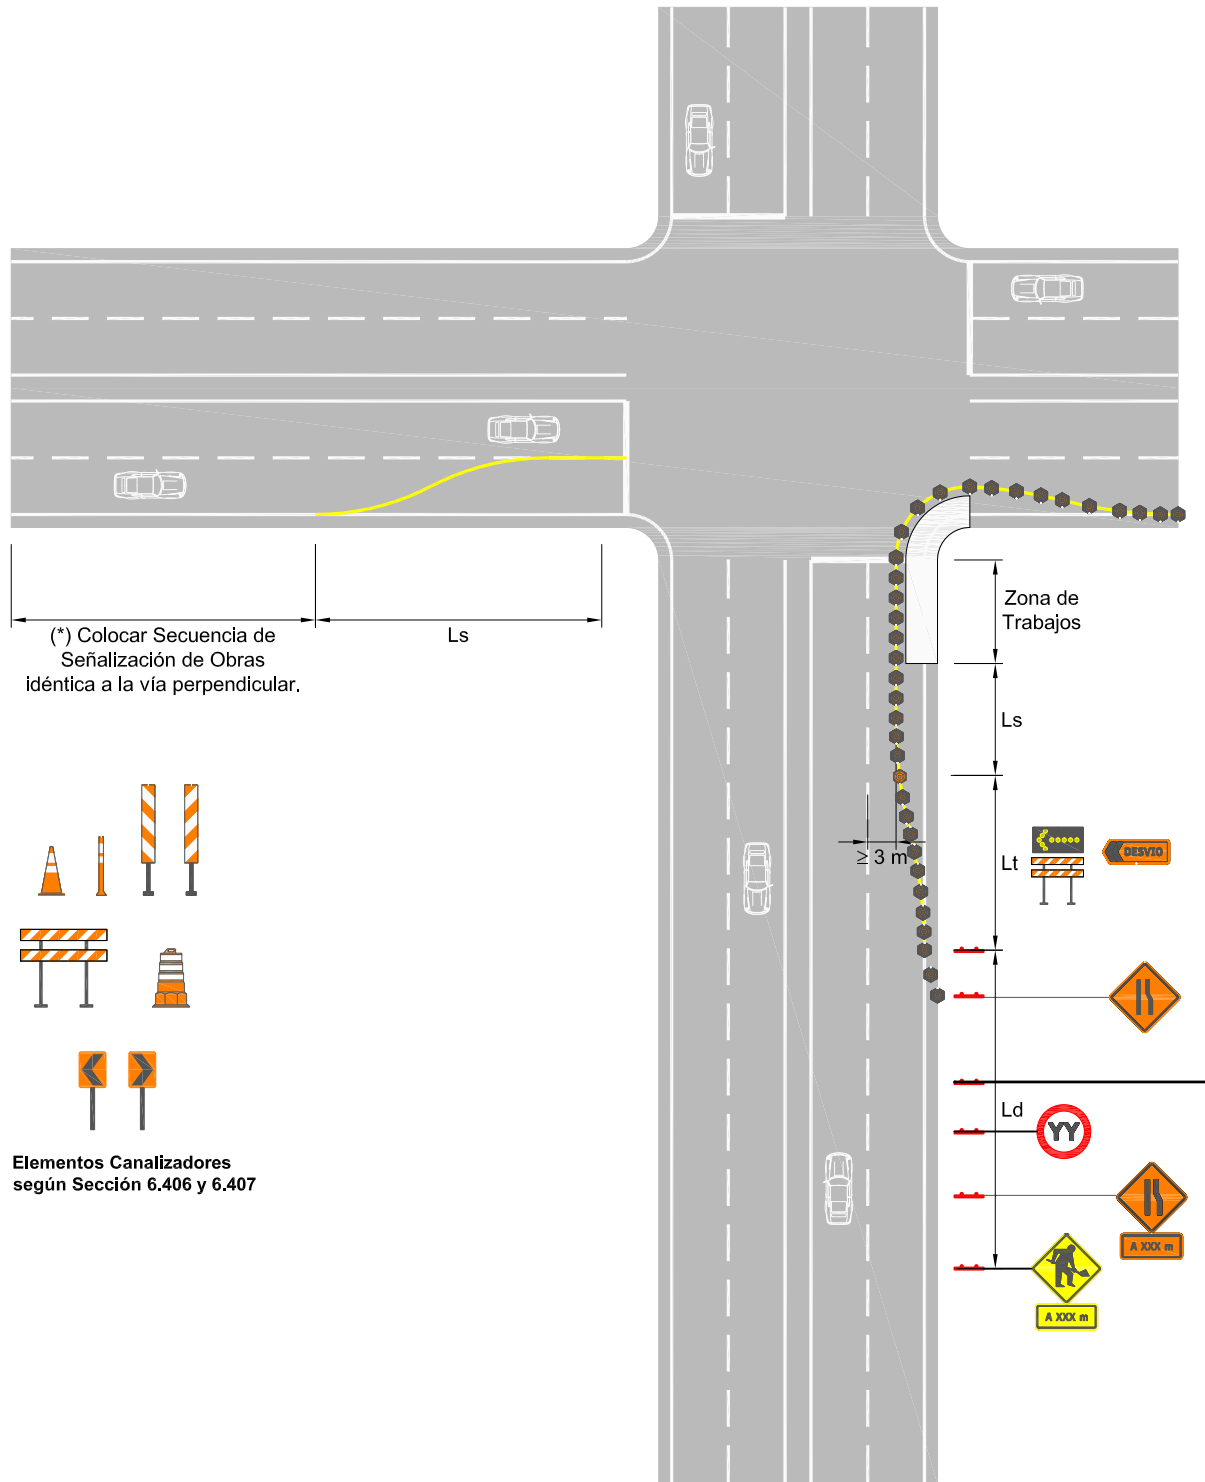 (*) Colocar Secuencia de
Señalización de Obras
idéntica a la vía perpendicular.
Ls
Zona de
Trabajos
Ls
≥ 3 m
Lt
DESVIO
Ld
YY
A XXX m
A XXX m
Elementos Canalizadores
según Sección 6.406 y 6.407